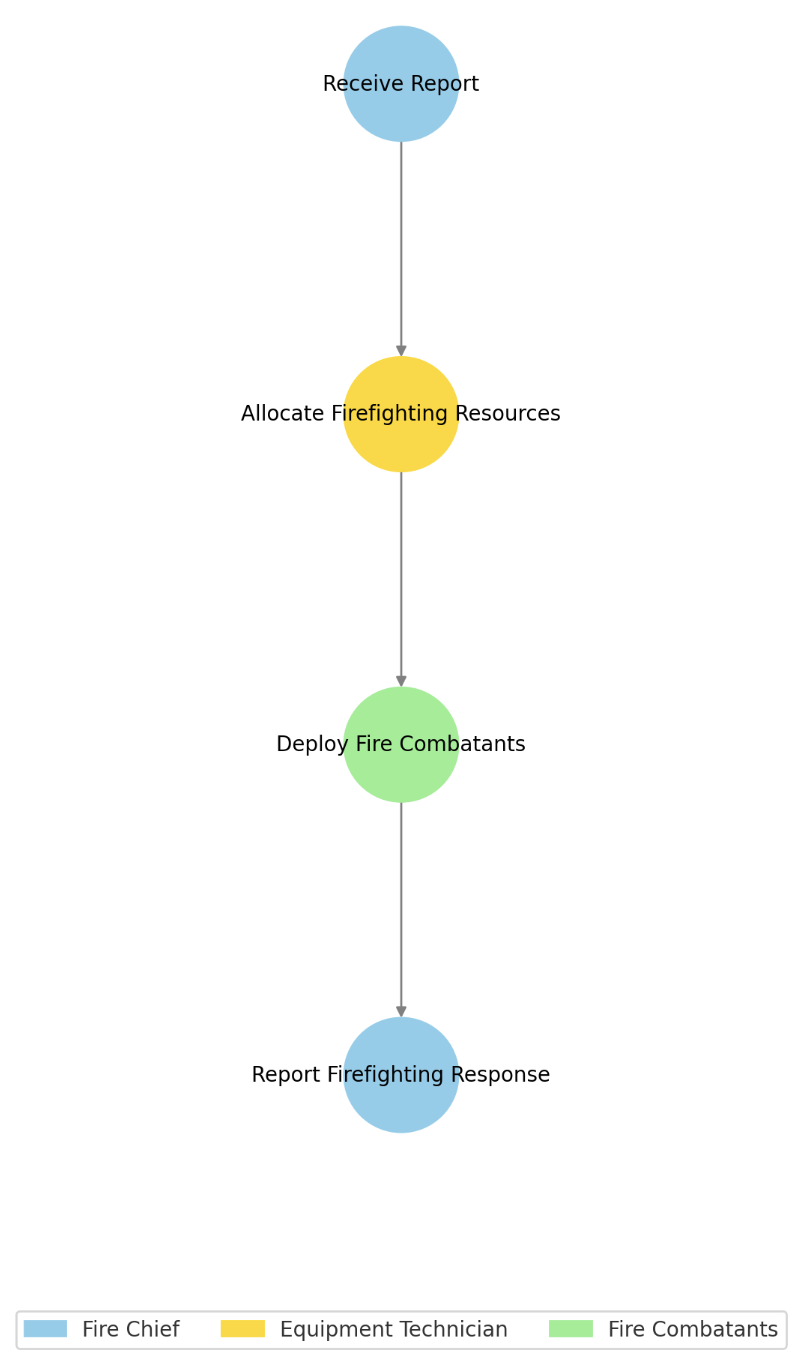 Receive Report
Allocate Firefighting Resources
Deploy Fire Combatants
Report Firefighting Response
Fire Chief Equipment Technician Fire Combatants